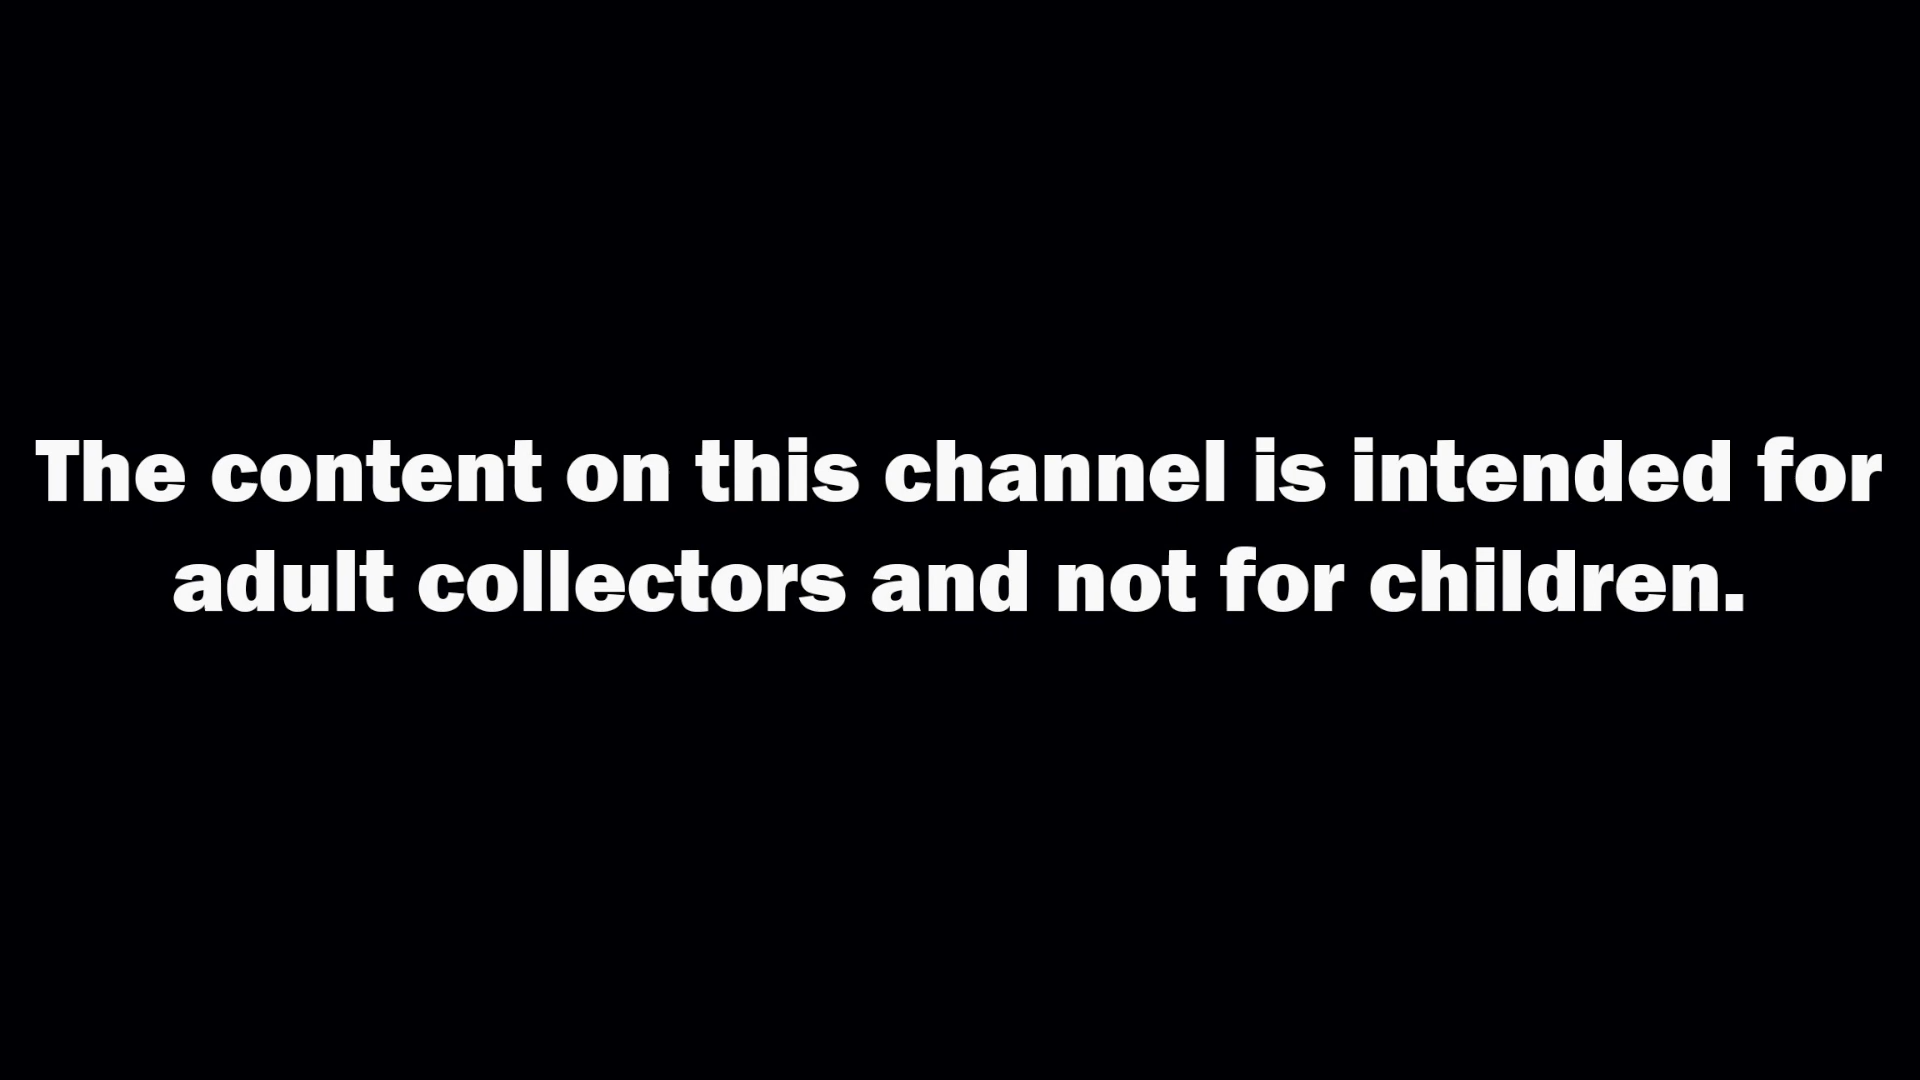 The content on this channel is intended for
adult collectors and not for children.